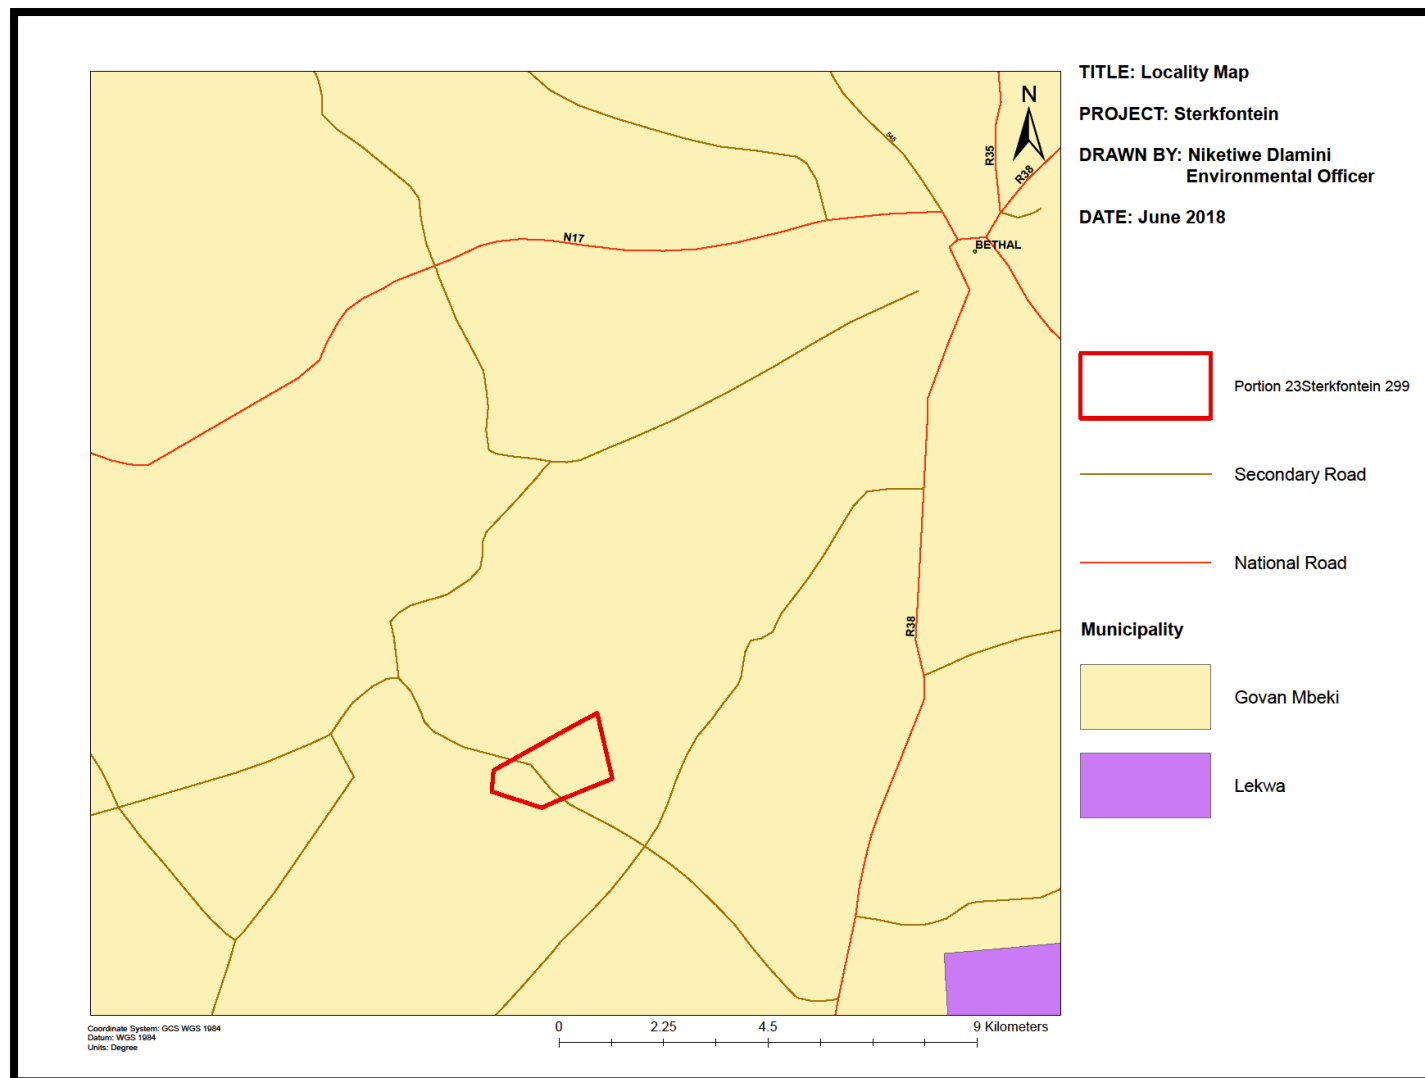 TITLE: Locality Map
PROJECT: Sterkfontein
DRAWN BY: Niketiwe Dlamini
Environmental Officer
DATE: June 2018
N
545
R35
R38
N17
BETHAL
R38
Portion 23Sterkfontein 299
Secondary Road
National Road
Municipality
Govan Mbeki
Lekwa
Coordinate System: GCS WGS 1984
Datum: WGS 1984
Units: Degree
0 2.25 4.5 9 Kilometers